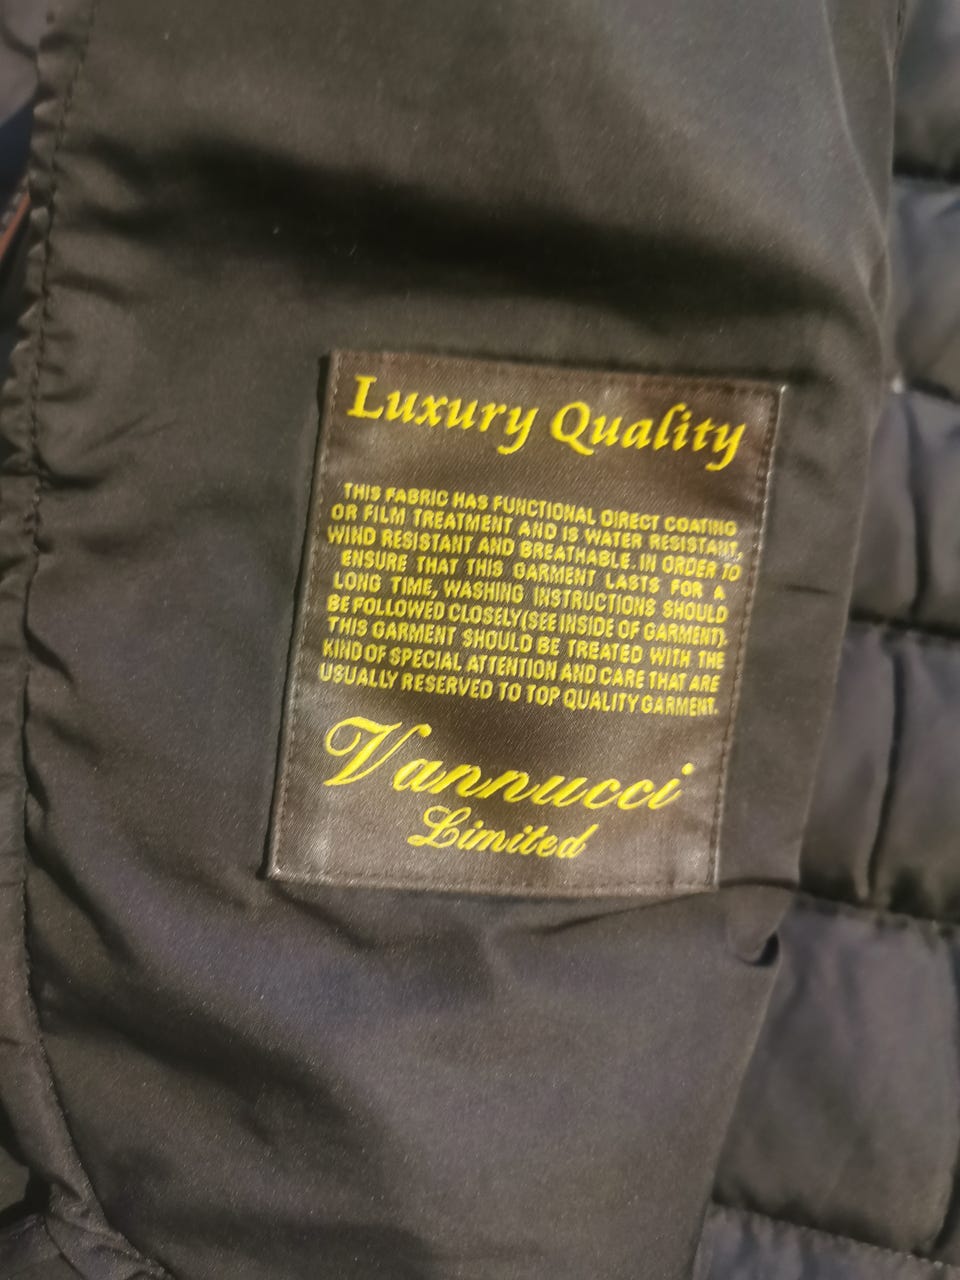 Luxury Quality
THIS FABRIC HAS FUNCTIONAL DIRECT COATING
OR FILM TREATMENT AND IS WATER RESISTANT,
WIND RESISTANT AND BREATHABLE. IN ORDER TO
ENSURE THAT THIS GARMENT LASTS FOR A
LONG TIME, WASHING INSTRUCTIONS SHOULD
BE FOLLOWED CLOSELY(SEE INSIDE OF GARMENT).
THIS GARMENT SHOULD BE TREATED WITH THE
KIND OF SPECIAL ATTENTION AND CARE THAT ARE
USUALLY RESERVED TO TOP QUALITY GARMENT.
Vannucci
Limited